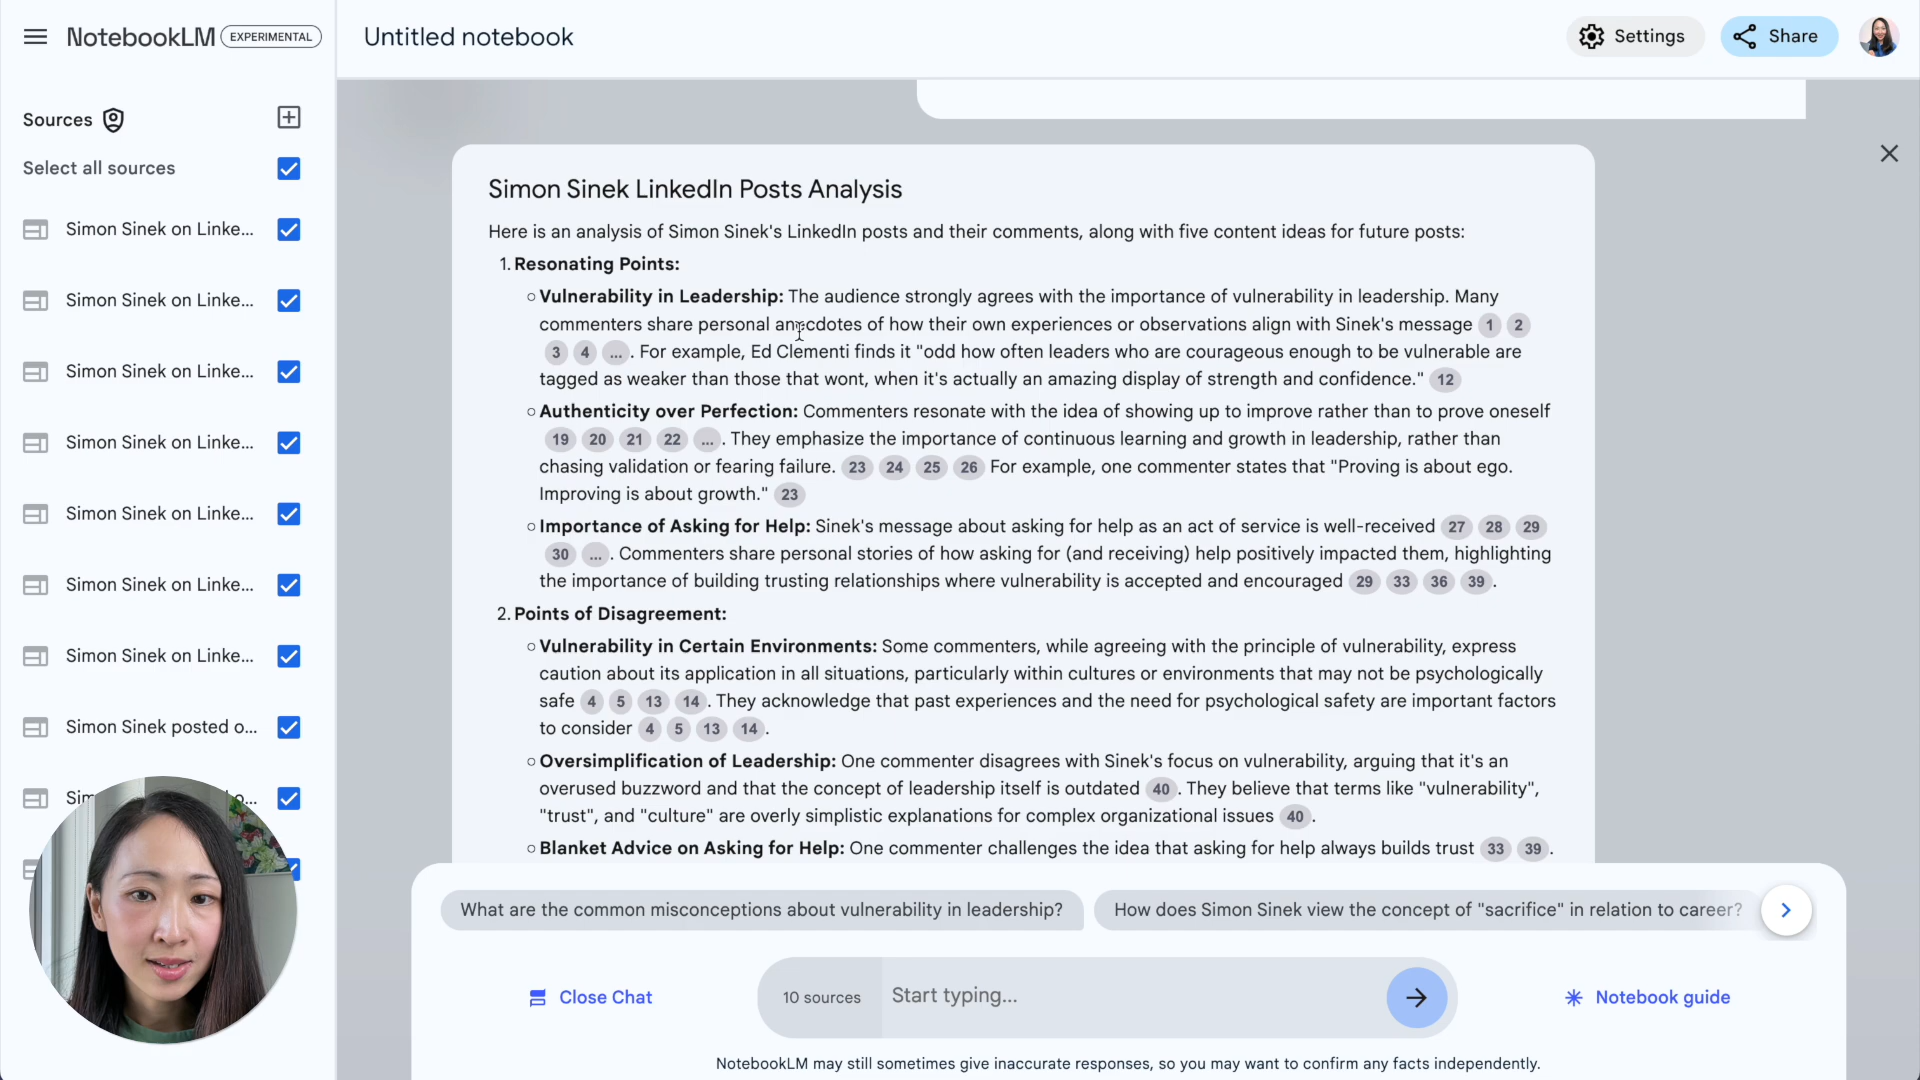 NotebookLM EXPERIMENTAL
Untitled notebook
Settings
Share
Sources
Select all sources
Simon Sinek on Linke...
Simon Sinek on Linke...
Simon Sinek on Linke...
Simon Sinek on Linke...
Simon Sinek on Linke...
Simon Sinek on Linke...
Simon Sinek on Linke...
Simon Sinek posted o...
Simon Sinek LinkedIn Posts Analysis
Here is an analysis of Simon Sinek's LinkedIn posts and their comments, along with five content ideas for future posts:
1. Resonating Points:
○ Vulnerability in Leadership: The audience strongly agrees with the importance of vulnerability in leadership. Many
commenters share personal anecdotes of how their own experiences or observations align with Sinek's message 1 2
3 4 ... . For example, Ed Clementi finds it "odd how often leaders who are courageous enough to be vulnerable are
tagged as weaker than those that wont, when it's actually an amazing display of strength and confidence." 12
○ Authenticity over Perfection: Commenters resonate with the idea of showing up to improve rather than to prove oneself
19 20 21 22 ... . They emphasize the importance of continuous learning and growth in leadership, rather than
chasing validation or fearing failure. 23 24 25 26 For example, one commenter states that "Proving is about ego.
Improving is about growth." 23
○ Importance of Asking for Help: Sinek's message about asking for help as an act of service is well-received 27 28 29
30 ... . Commenters share personal stories of how asking for (and receiving) help positively impacted them, highlighting
the importance of building trusting relationships where vulnerability is accepted and encouraged 29 33 36 39 .
2. Points of Disagreement:
○ Vulnerability in Certain Environments: Some commenters, while agreeing with the principle of vulnerability, express
caution about its application in all situations, particularly within cultures or environments that may not be psychologically
safe 4 5 13 14 . They acknowledge that past experiences and the need for psychological safety are important factors
to consider 4 5 13 14 .
○ Oversimplification of Leadership: One commenter disagrees with Sinek's focus on vulnerability, arguing that it's an
overused buzzword and that the concept of leadership itself is outdated 40 . They believe that terms like "vulnerability",
"trust", and "culture" are overly simplistic explanations for complex organizational issues 40 .
○ Blanket Advice on Asking for Help: One commenter challenges the idea that asking for help always builds trust 33 39 .
What are the common misconceptions about vulnerability in leadership?
How does Simon Sinek view the concept of "sacrifice" in relation to career?
Close Chat
10 sources
Start typing...
Notebook guide
NotebookLM may still sometimes give inaccurate responses, so you may want to confirm any facts independently.